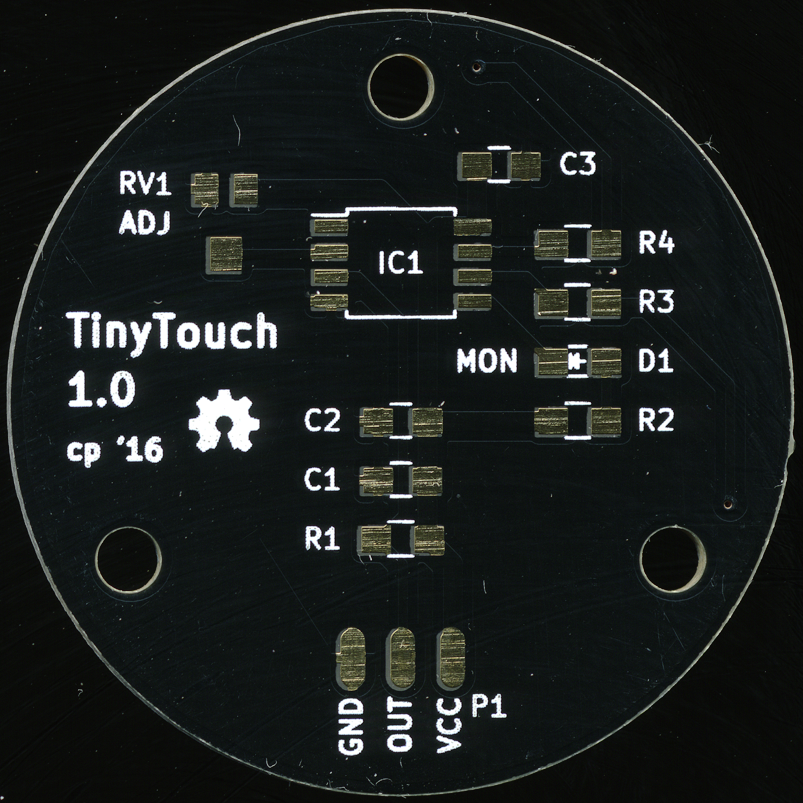 C3
RV1
ADJ
IC1
R4
R3
TinyTouch
1.0
cp '16
MON
D1
C2
R2
C1
R1
GND
OUT
VCC
P1